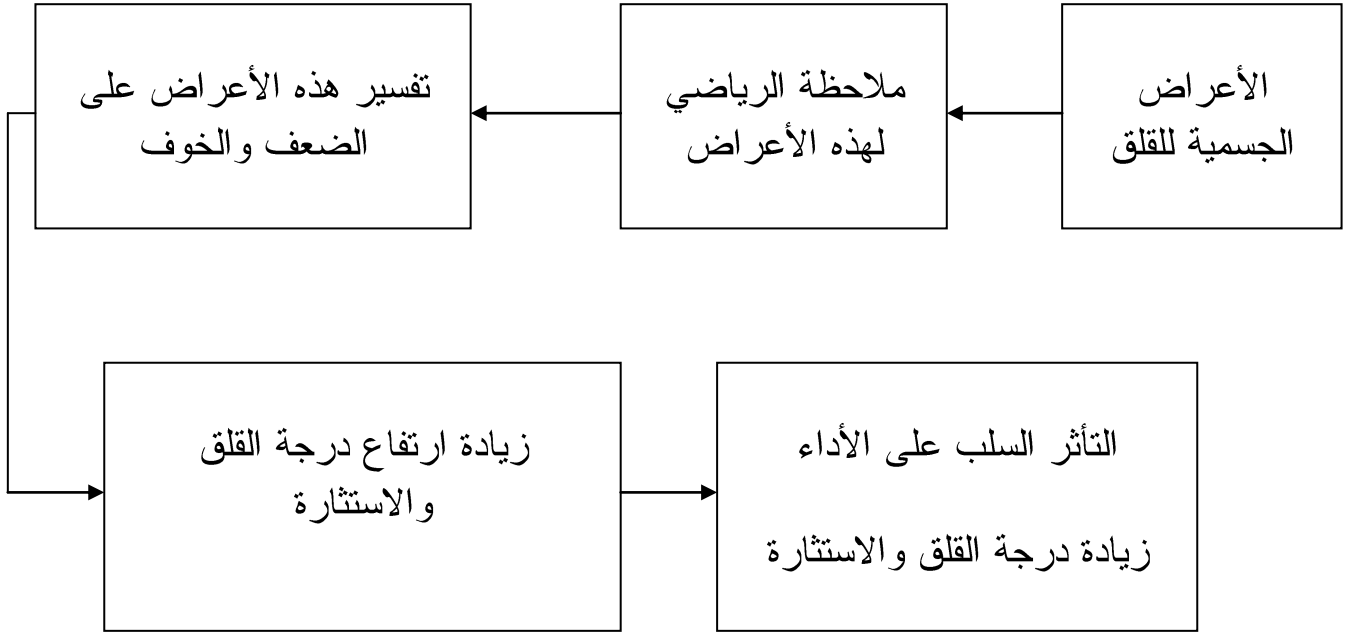 الأعراض
الجسمية للقلق
ملاحظة الرياضي
لهذه الأعراض
تفسير هذه الأعراض على
الضعف والخوف
زيادة ارتفاع درجة القلق
والاستثارة
التأثر السلب على الأداء
زيادة درجة القلق والاستثارة